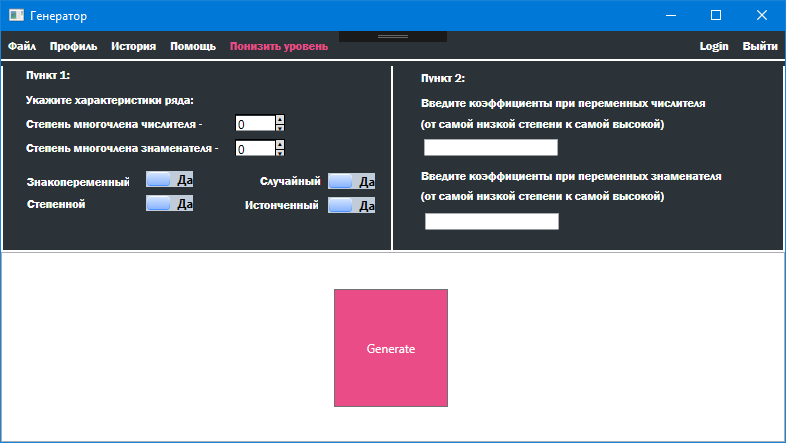 Генератор
Файл Профиль История Помощь Понизить уровень Login Выйти
Пункт 1:
Укажите характеристики ряда:
Степень многочлена числителя - 0
Степень многочлена знаменателя - 0
Знакопеременный Да Случайный Да
Степенной Да Истонченный Да
Пункт 2:
Введите коэффициенты при переменных числителя
(от самой низкой степени к самой высокой)
Введите коэффициенты при переменных знаменателя
(от самой низкой степени к самой высокой)
Generate